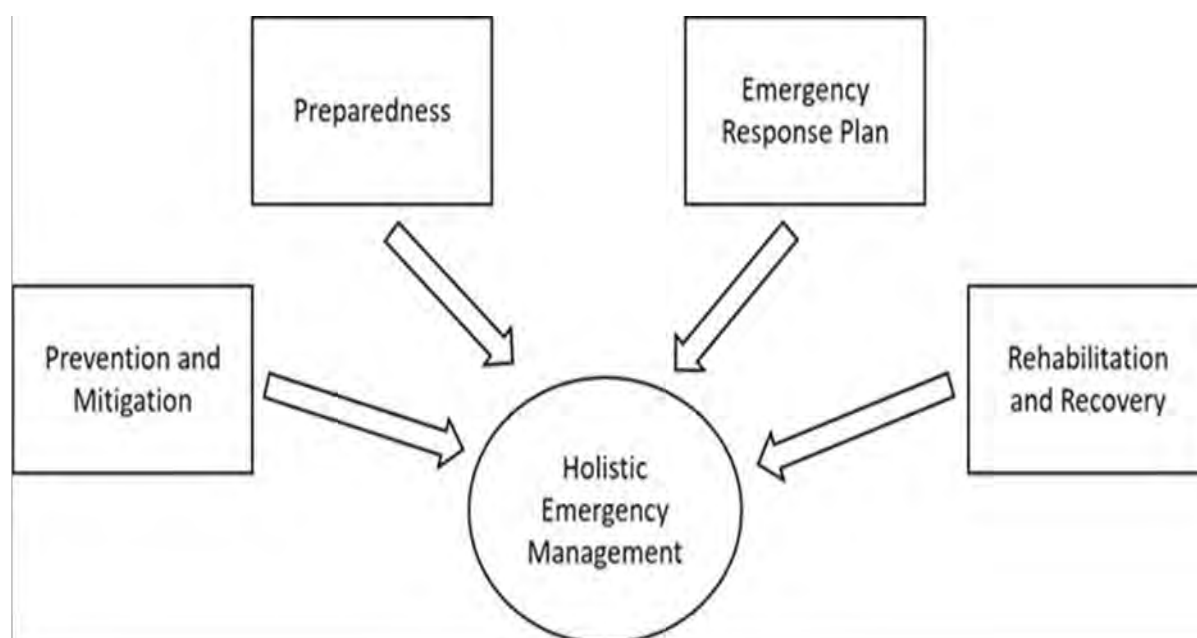 Preparedness
Emergency
Response Plan
Prevention and
Mitigation
Rehabilitation
and Recovery
Holistic
Emergency
Management